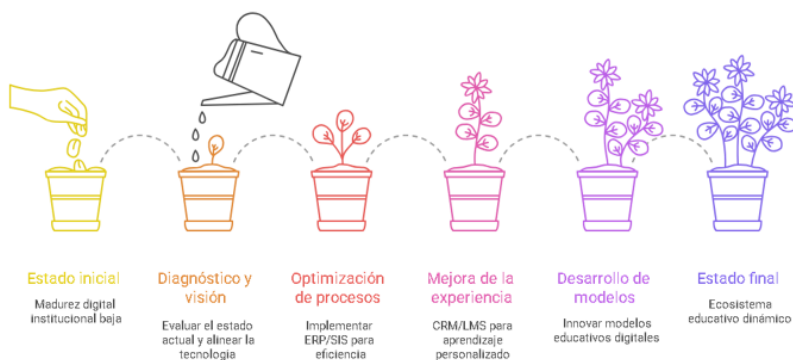 Estado inicial
Madurez digital
institucional baja
Diagnóstico y
visión
Evaluar el estado
actual y alinear la
tecnología
Optimización
de procesos
Implementar
ERP/SIS para
eficiencia
Mejora de la
experiencia
CRM/LMS para
aprendizaje
personalizado
Desarrollo de
modelos
Innovar modelos
educativos digitales
Estado final
Ecosistema
educativo dinámico